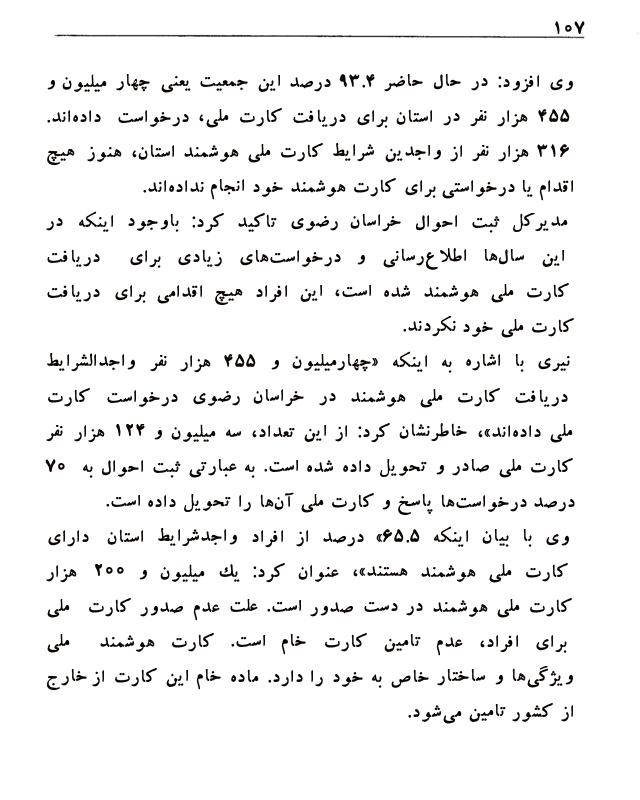 ۱۰۷
وی افزود: در حال حاضر ۹۳.۴ درصد این جمعیت یعنی چهار میلیون و
۴۵۵ هزار نفر در استان برای دریافت کارت ملی، درخواست داده‌اند.
۳۱۶ هزار نفر از واجدین شرایط کارت ملی هوشمند استان، هنوز هیچ
اقدام یا درخواستی برای کارت هوشمند خود انجام نداده‌اند.
مدیرکل ثبت احوال خراسان رضوی تاکید کرد: باوجود اینکه در
این سال‌ها اطلاع‌رسانی و درخواست‌های زیادی برای دریافت
کارت ملی هوشمند شده است، این افراد هیچ اقدامی برای دریافت
کارت ملی خود نکردند.
نیری با اشاره به اینکه «چهارمیلیون و ۴۵۵ هزار نفر واجدالشرایط
دریافت کارت ملی هوشمند در خراسان رضوی درخواست کارت
ملی داده‌اند»، خاطرنشان کرد: از این تعداد، سه میلیون و ۱۲۴ هزار نفر
کارت ملی صادر و تحویل داده شده است. به عبارتی ثبت احوال به ۷۰
درصد درخواست‌ها پاسخ و کارت ملی آن‌ها را تحویل داده است.
وی با بیان اینکه «۶۵.۵ درصد از افراد واجدشرایط استان دارای
کارت ملی هوشمند هستند»، عنوان کرد: یك میلیون و ۲۰۰ هزار
کارت ملی هوشمند در دست صدور است. علت عدم صدور کارت ملی
برای افراد، عدم تامین کارت خام است. کارت هوشمند ملی
ویژگی‌ها و ساختار خاص به خود را دارد. ماده خام این کارت از خارج
از کشور تامین می‌شود.